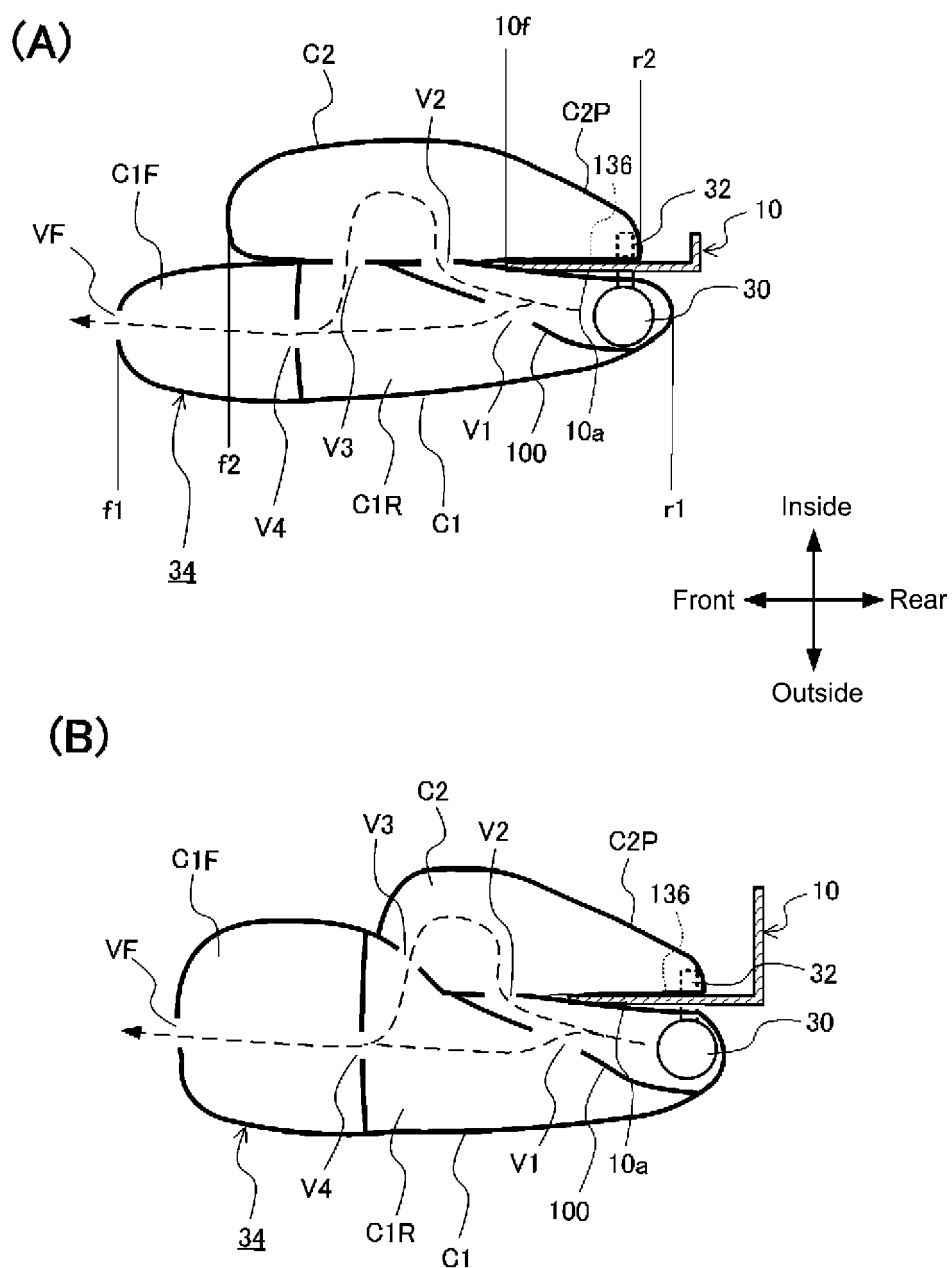 (A)
10f
C2
r2
V2
C2P
136
32
C1F
10
VF
30
V1
10a
V3
100
f2
C1R
f1
V4
C1
r1
34
Inside
Front
Rear
Outside
(B)
C2
V3
V2
C1F
C2P
136
10
VF
32
30
V1
10a
V4
100
34
C1R
C1